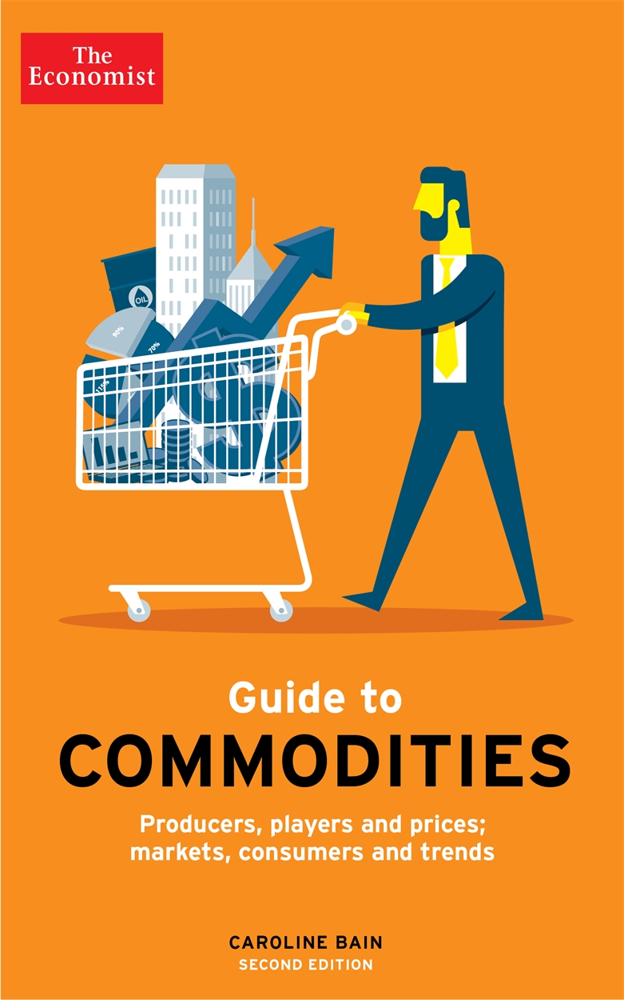 The
Economist
OIL
90%
70%
115%
Guide to
COMMODITIES
Producers, players and prices;
markets, consumers and trends
CAROLINE BAIN
SECOND EDITION